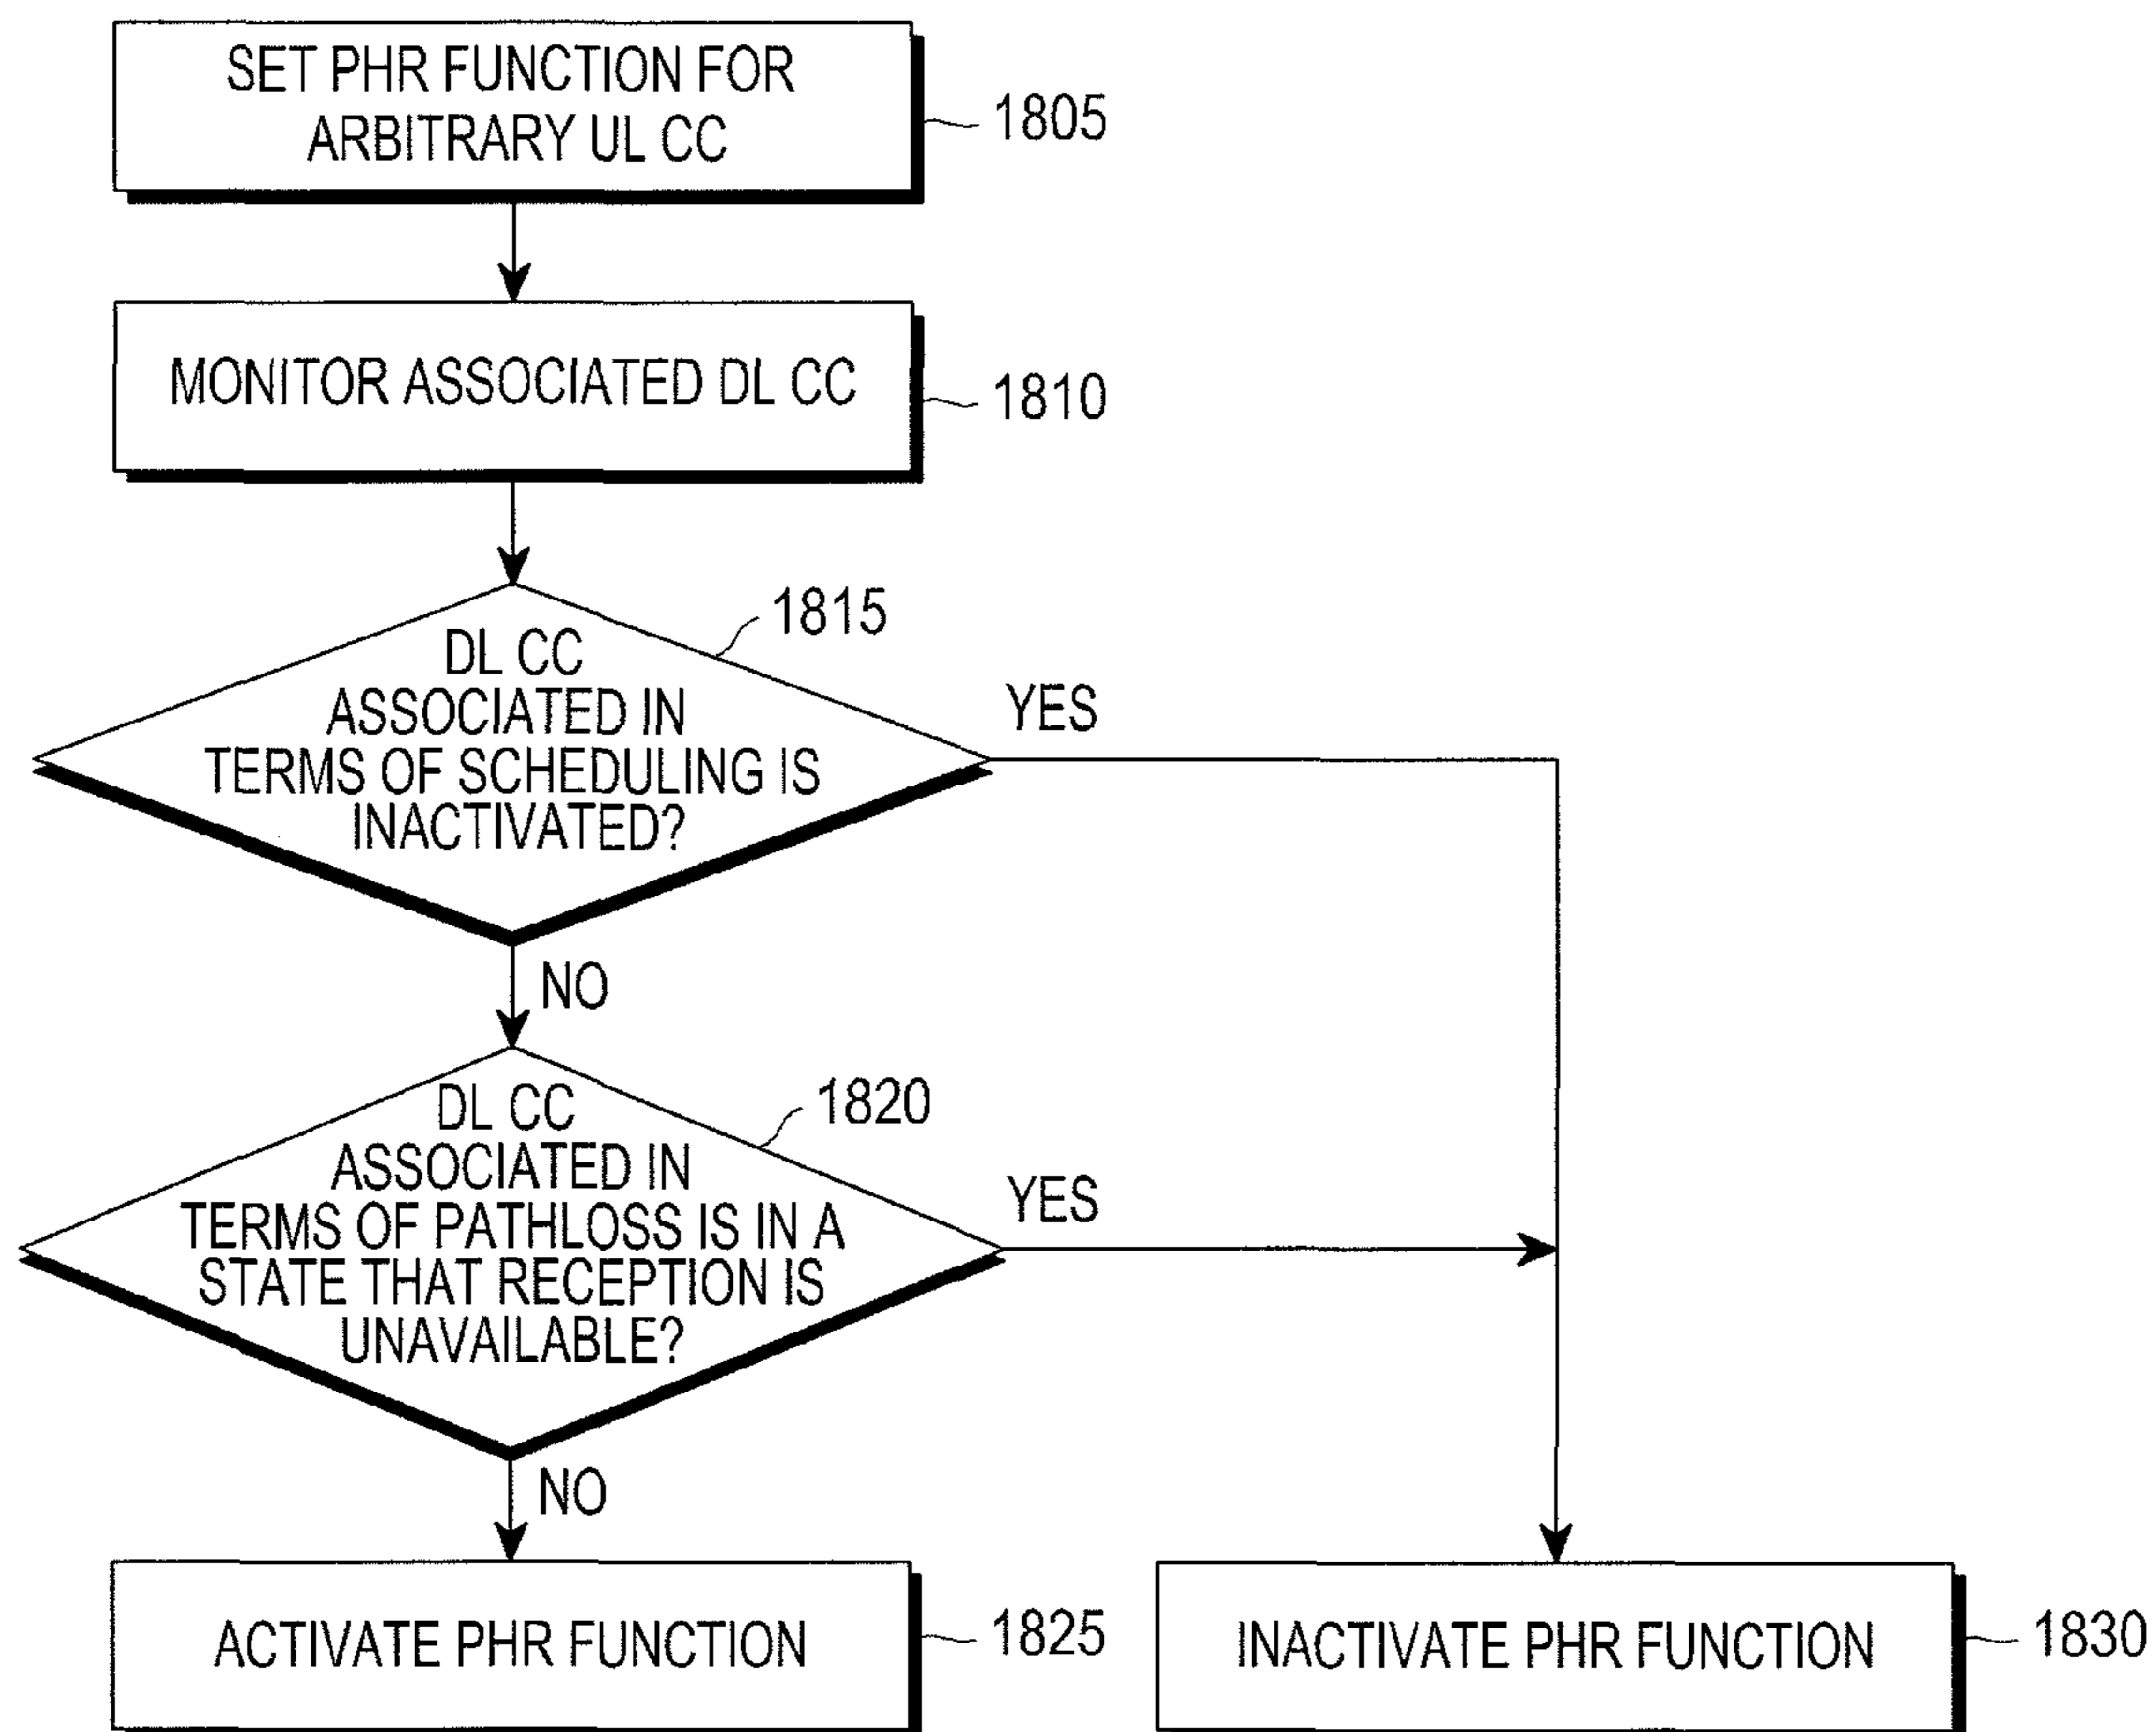 SET PHR FUNCTION FOR
ARBITRARY UL CC
1805
MONITOR ASSOCIATED DL CC
1810
1815
DL CC
ASSOCIATED IN
TERMS OF SCHEDULING IS
INACTIVATED?
YES
NO
1820
DL CC
ASSOCIATED IN
TERMS OF PATHLOSS IS IN A
STATE THAT RECEPTION IS
UNAVAILABLE?
YES
NO
ACTIVATE PHR FUNCTION
1825
INACTIVATE PHR FUNCTION
1830